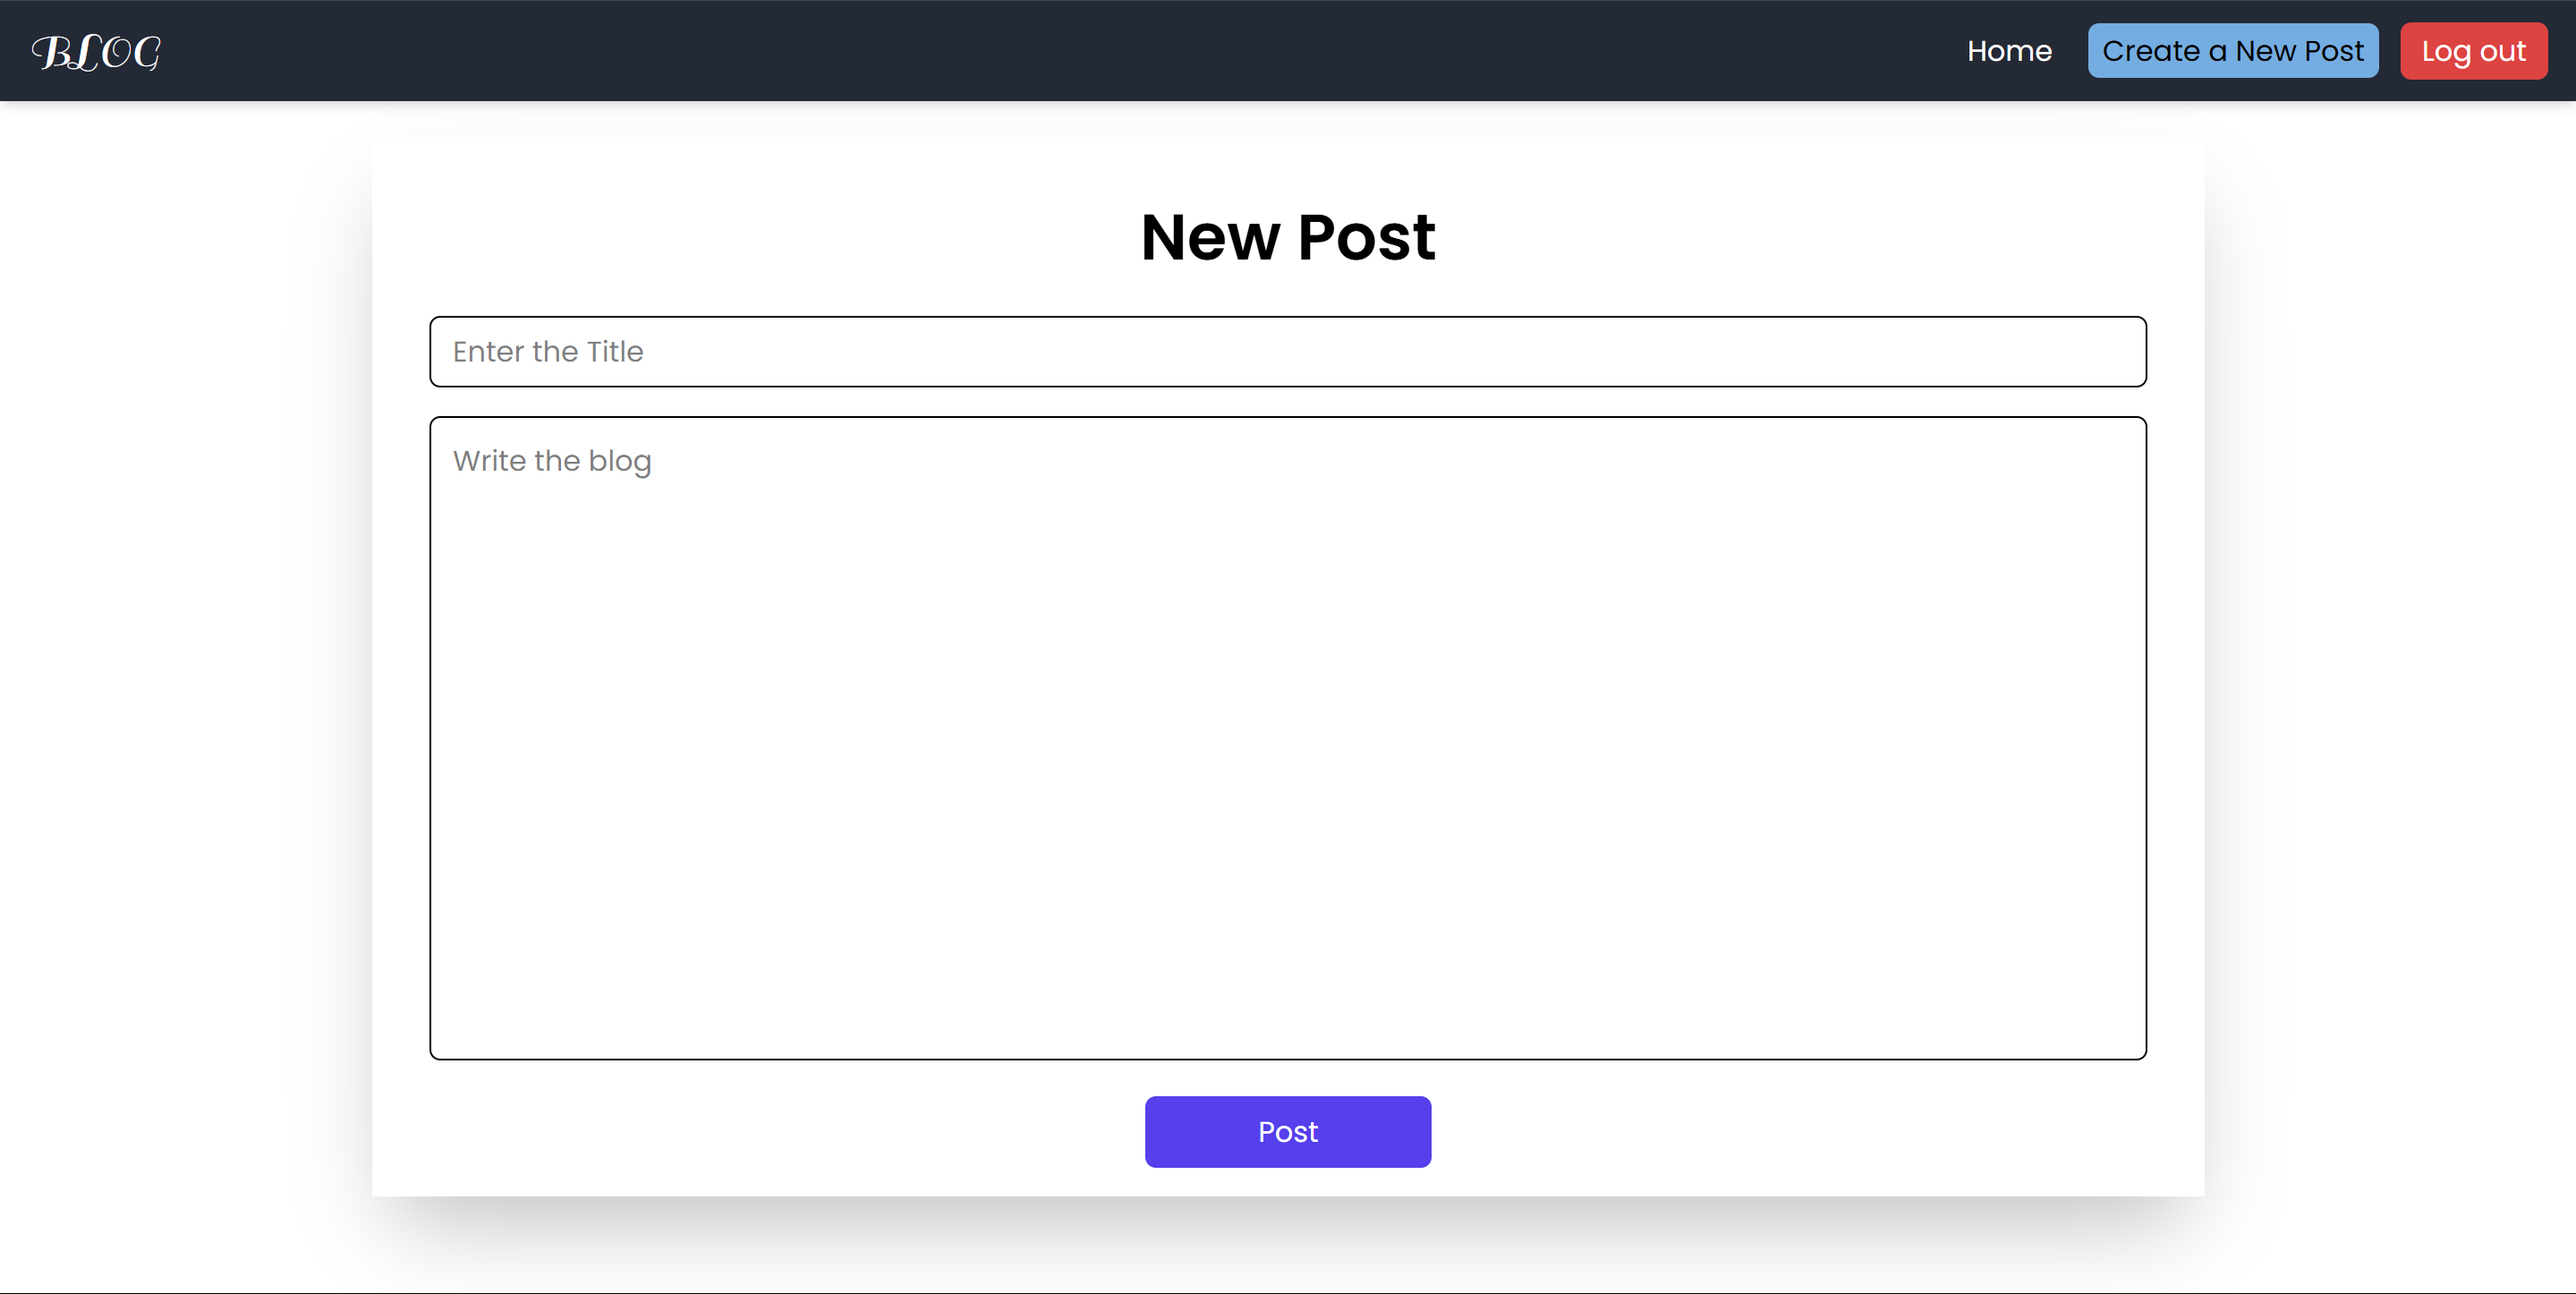 BLOG
Home Create a New Post Log out
New Post
Enter the Title
Write the blog
Post